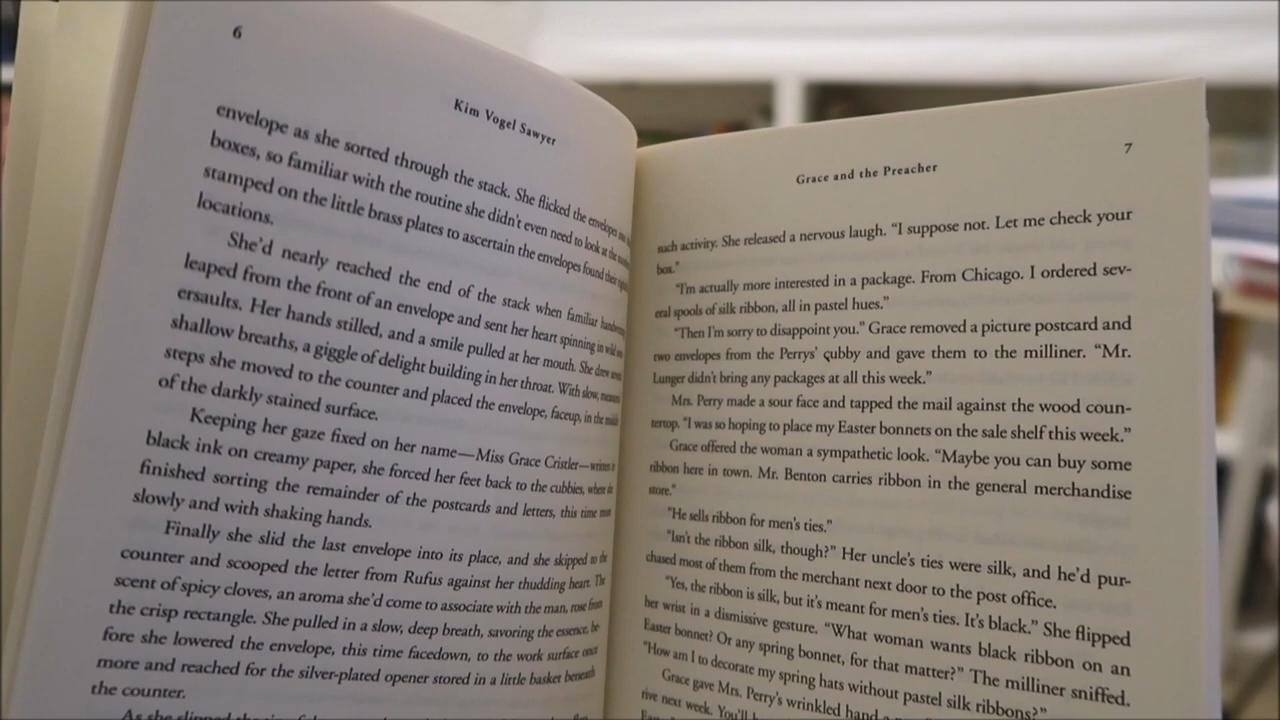 6
Kim Vogel Sawyer
envelope as she sorted through the stack. She flicked the envelopes
boxes, so familiar with the routine she didn't even need to look at the
stamped on the little brass plates to ascertain the envelopes found their
locations.
She'd nearly reached the end of the stack when familiar
leaped from the front of an envelope and sent her heart spinning in wild
ersaults. Her hands stilled, and a smile pulled at her mouth. She drew
shallow breaths, a giggle of delight building in her throat. With slow,
steps she moved to the counter and placed the envelope, faceup, in the middle
of the darkly stained surface.
Keeping her gaze fixed on her name—Miss Grace Cristler—written in
black ink on creamy paper, she forced her feet back to the cubbies, where she
finished sorting the remainder of the postcards and letters, this time more
slowly and with shaking hands.
Finally she slid the last envelope into its place, and she skipped to the
counter and scooped the letter from Rufus against her thudding heart. The
scent of spicy cloves, an aroma she'd come to associate with the man, rose from
the crisp rectangle. She pulled in a slow, deep breath, savoring the essence, be-
fore she lowered the envelope, this time facedown, to the work surface once
more and reached for the silver-plated opener stored in a little basket beneath
the counter.
As she slipped the
7
Grace and the Preacher
such activity. She released a nervous laugh. "I suppose not. Let me check your
box."
"I'm actually more interested in a package. From Chicago. I ordered sev-
eral spools of silk ribbon, all in pastel hues."
"Then I'm sorry to disappoint you." Grace removed a picture postcard and
two envelopes from the Perrys' cubby and gave them to the milliner. "Mr.
Lunger didn't bring any packages at all this week."
Mrs. Perry made a sour face and tapped the mail against the wood coun-
tertop. "I was so hoping to place my Easter bonnets on the sale shelf this week."
Grace offered the woman a sympathetic look. "Maybe you can buy some
ribbon here in town. Mr. Benton carries ribbon in the general merchandise
store."
"He sells ribbon for men's ties."
"Isn't the ribbon silk, though?" Her uncle's ties were silk, and he'd pur-
chased most of them from the merchant next door to the post office.
"Yes, the ribbon is silk, but it's meant for men's ties. It's black." She flipped
her wrist in a dismissive gesture. "What woman wants black ribbon on an
Easter bonnet? Or any spring bonnet, for that matter?" The milliner sniffed.
"How am I to decorate my spring hats without pastel silk ribbons?"
Grace gave Mrs. Perry's wrinkled hand a
rive next week. You'll